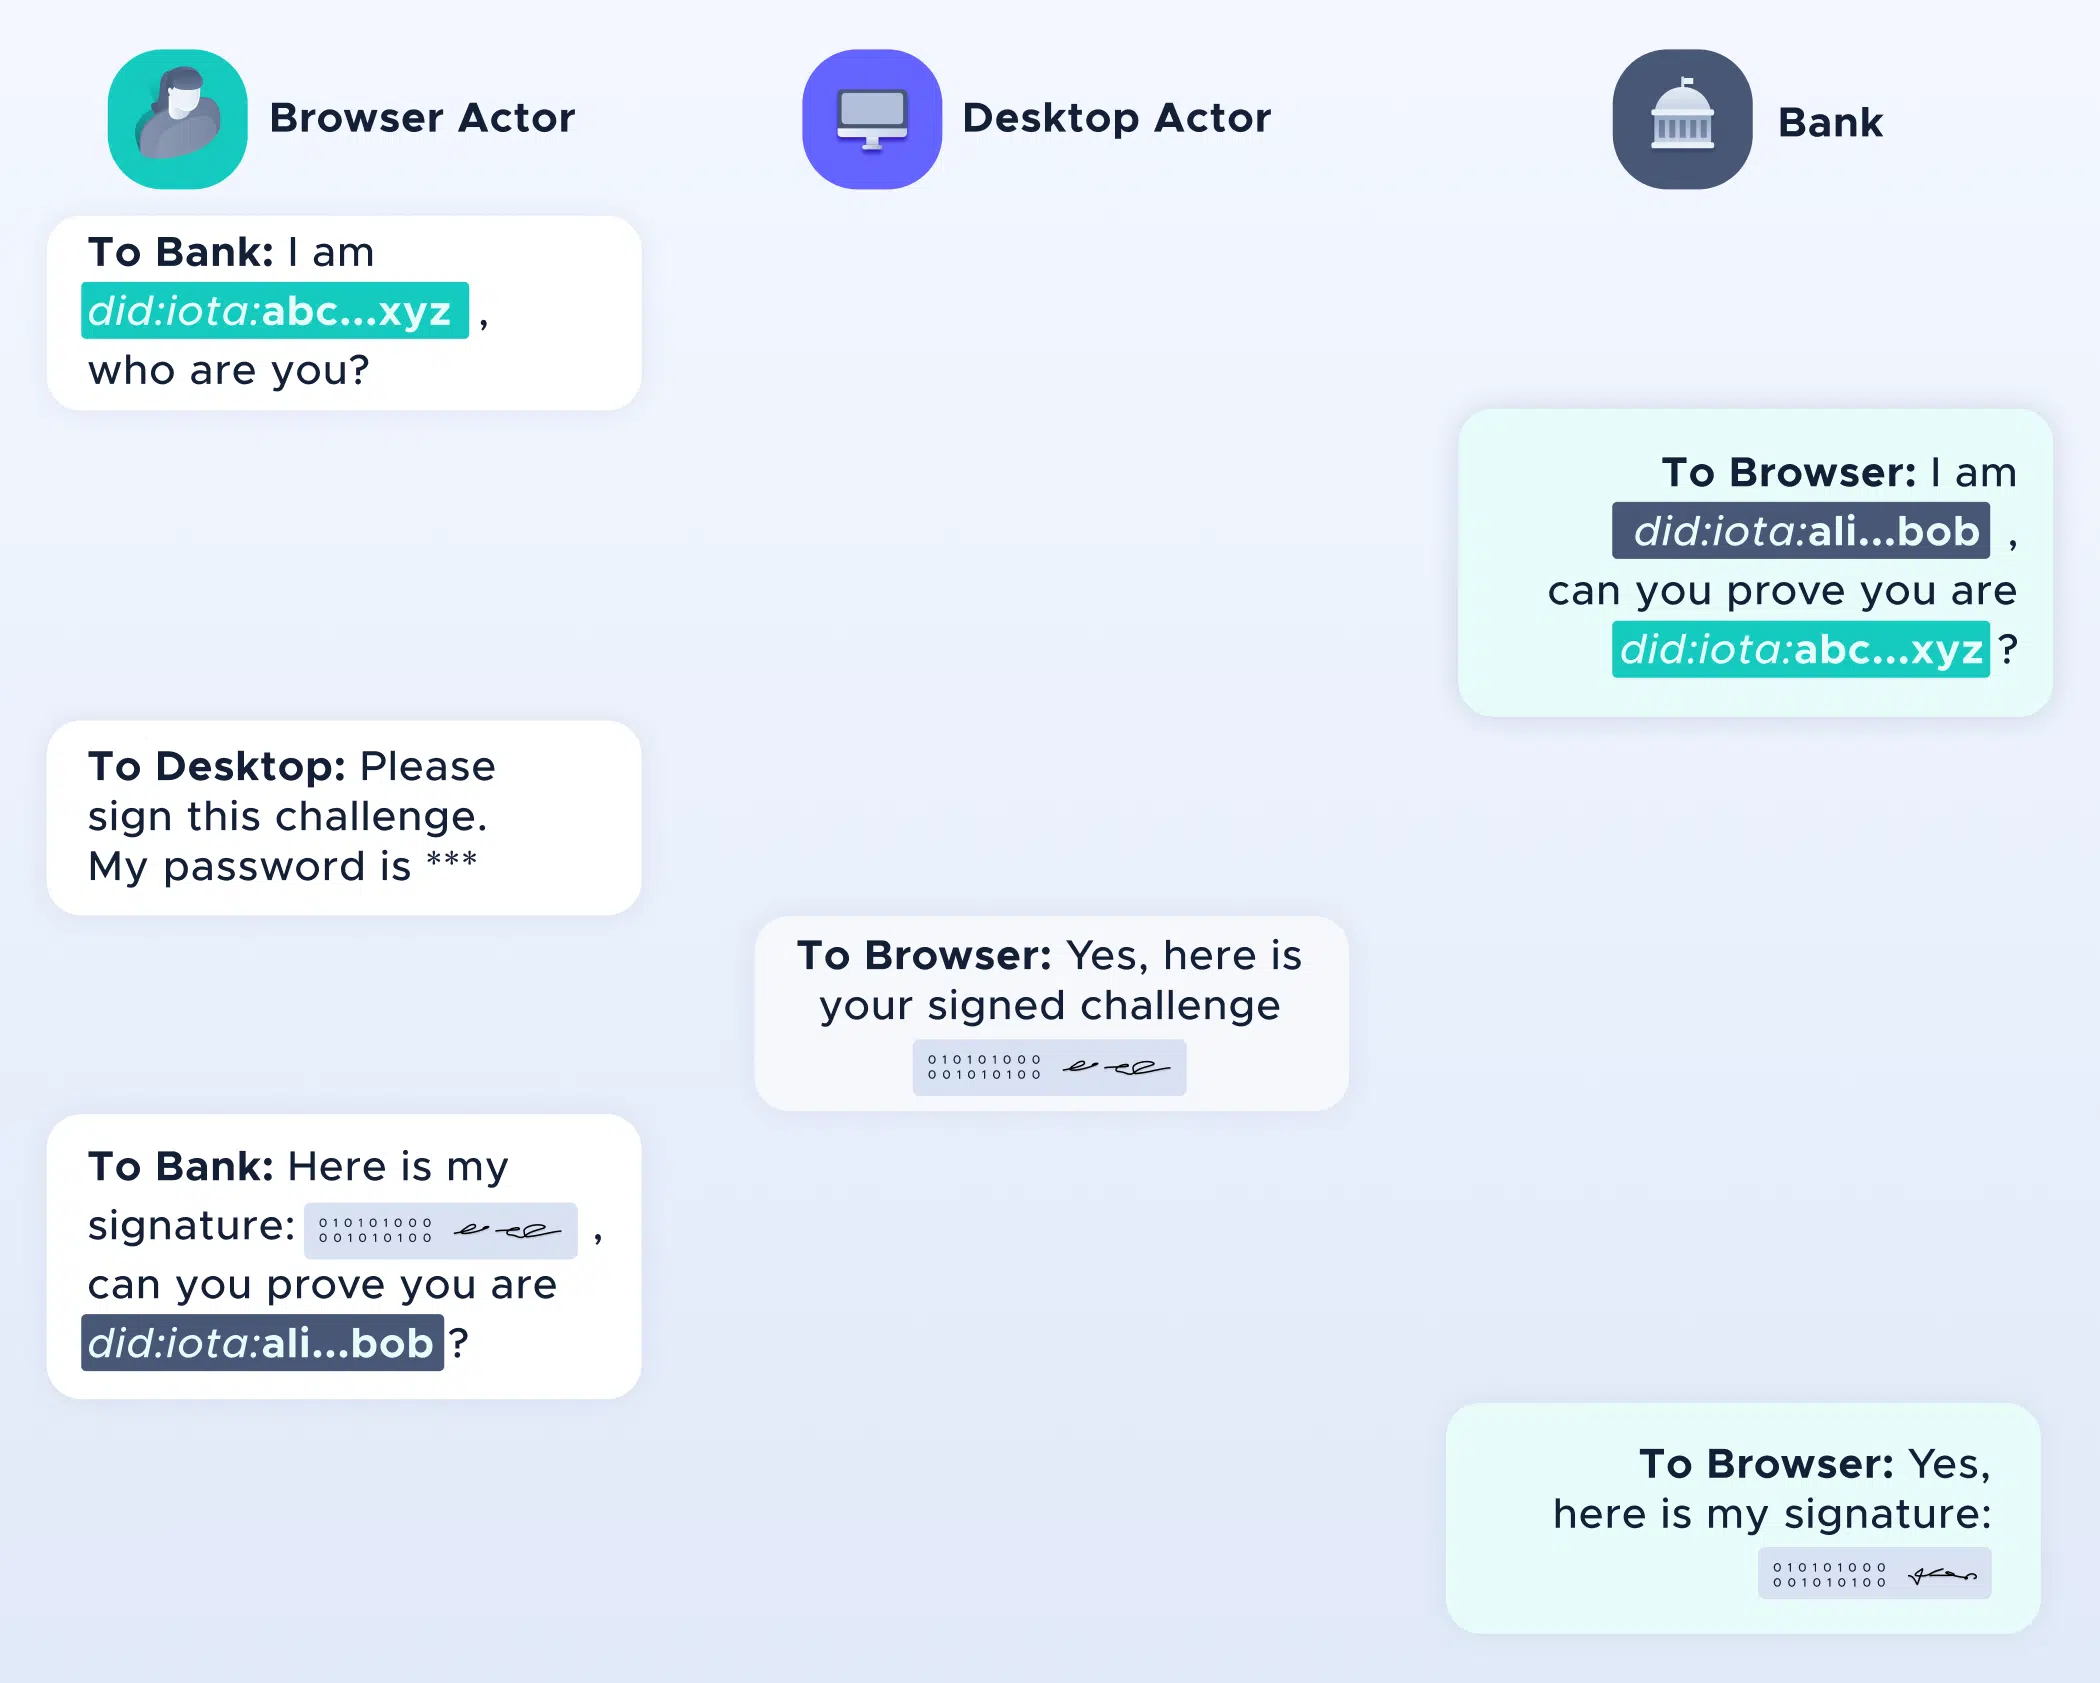 Browser Actor
Desktop Actor
Bank
To Bank: I am
did:iota:abc...xyz ,
who are you?
To Browser: I am
did:iota:ali...bob ,
can you prove you are
did:iota:abc...xyz ?
To Desktop: Please
sign this challenge.
My password is ***
To Browser: Yes, here is
your signed challenge
010101000
001010100
To Bank: Here is my
signature: 010101000 ,
001010100
can you prove you are
did:iota:ali...bob ?
To Browser: Yes,
here is my signature:
010101000
001010100